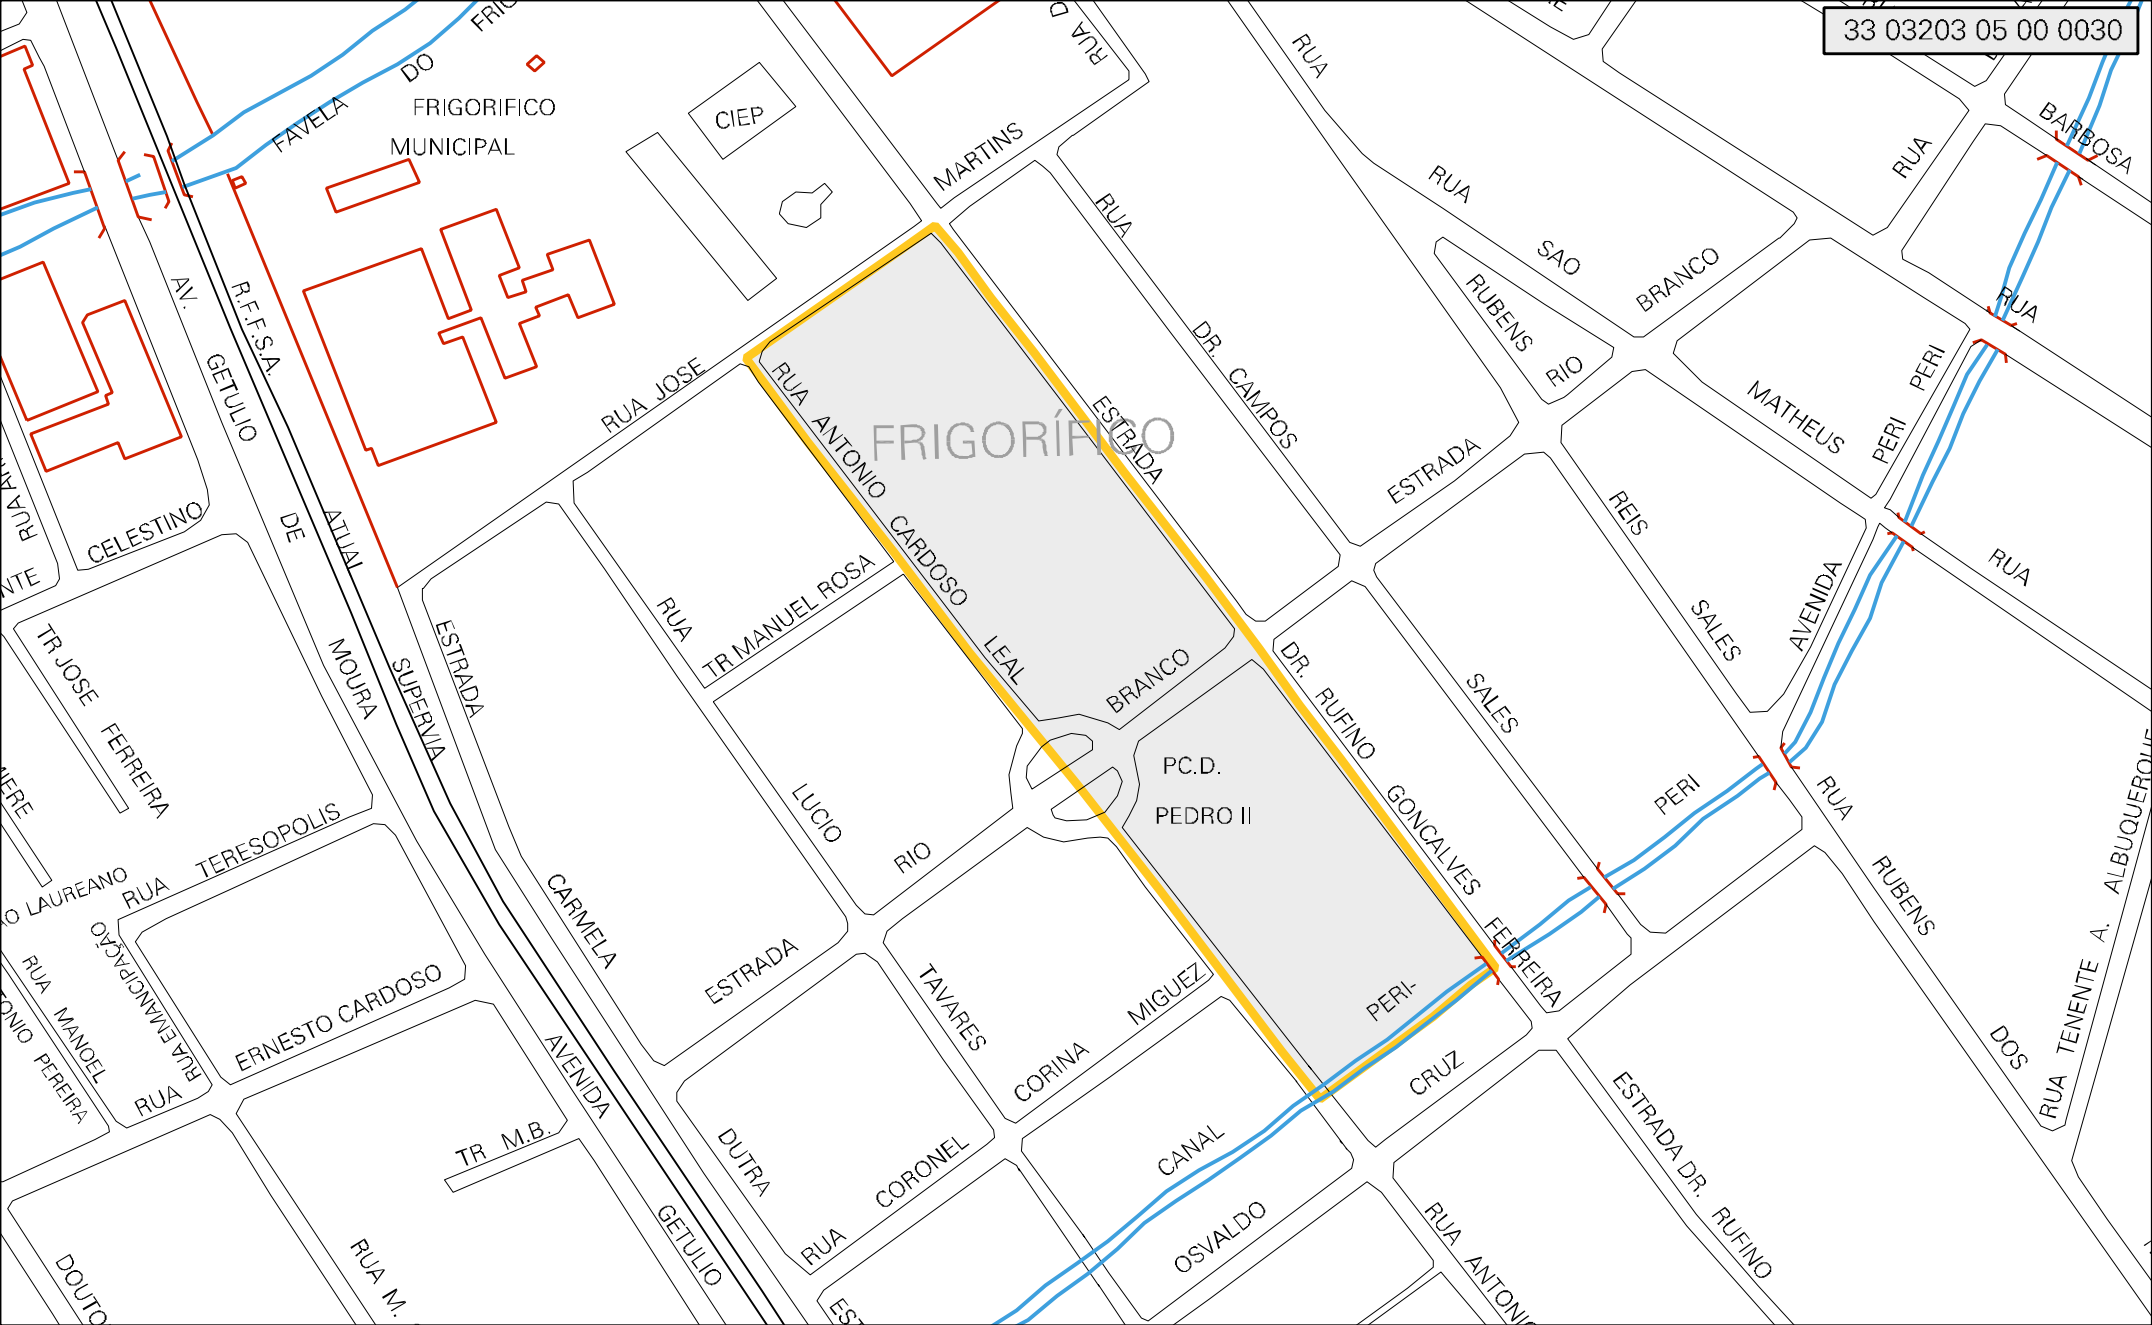 33 03203 05 00 0030
RUA
BARBOSA
DO
FAVELA
FRIGORIFICO
MUNICIPAL
CIEP
MARTINS
RUA
RUA
RUA
RUA
SAO
BRANCO
RUBENS
RIO
RUA
AV.
GETULIO
DE
MOURA
R.F.F.S.A.
ATUAL
SUPERVIA
RUA JOSE
RUA ANTONIO CARDOSO LEAL
FRIGORÍFICO
ESTRADA
DR. CAMPOS
ESTRADA
PERI PERI
MATHEUS
REIS
SALES
AVENIDA
RUA
CELESTINO
TR MANUEL ROSA
RUA
LUCIO
TAVARES
ESTRADA
CARMELA
DUTRA
TR JOSE FERREIRA
RUA TERESOPOLIS
LAUREANO
RUA EMANCIPAÇÃO
RUA MANOEL
PEREIRA
RUA
ERNESTO CARDOSO
BRANCO
RIO
ESTRADA
PC.D.
PEDRO II
DR. RUFINO GONCALVES FERREIRA
SALES
PERI
RUA
RUBENS
DOS
RUA TENENTE A. ALBUQUERQUE
PERI-
CANAL
CORINA
MIGUEZ
RUA
CORONEL
OSVALDO
CRUZ
AVENIDA
GETULIO
TR M.B.
RUA M.
ESTRADA DR. RUFINO
RUA ANTONIO